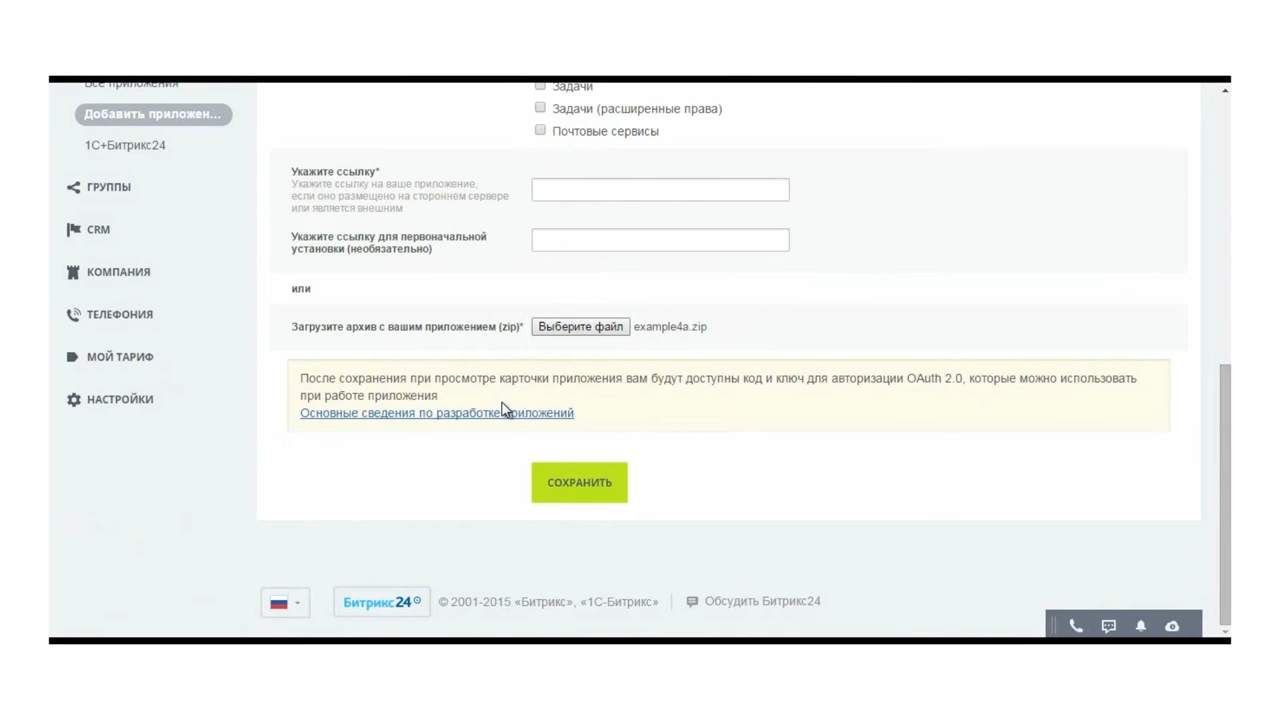 Все приложения
Добавить приложен...
1С+Битрикс24
ГРУППЫ
CRM
КОМПАНИЯ
ТЕЛЕФОНИЯ
МОЙ ТАРИФ
НАСТРОЙКИ
Задачи
Задачи (расширенные права)
Почтовые сервисы
Укажите ссылку*
Укажите ссылку на ваше приложение,
если оно размещено на стороннем сервере
или является внешним
Укажите ссылку для первоначальной
установки (необязательно)
или
Загрузите архив с вашим приложением (zip)* Выберите файл example4a.zip
После сохранения при просмотре карточки приложения вам будут доступны код и ключ для авторизации OAuth 2.0, которые можно использовать
при работе приложения
Основные сведения по разработке приложений
СОХРАНИТЬ
Битрикс24 © 2001-2015 «Битрикс», «1С-Битрикс» Обсудить Битрикс24